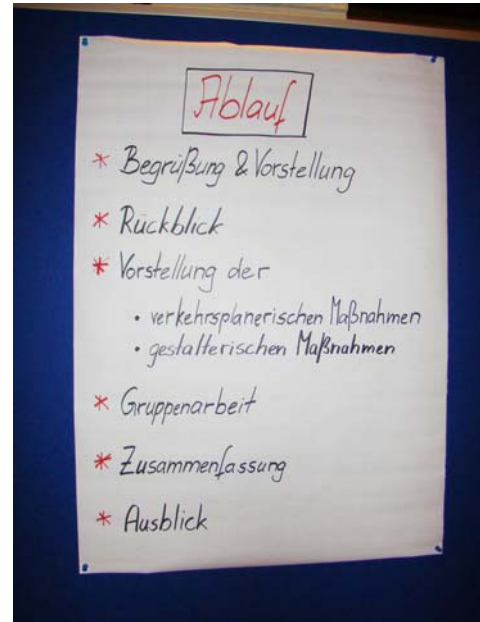 Ablauf
* Begrüßung & Vorstellung
* Rückblick
* Vorstellung der
• verkehrsplanerischen Maßnahmen
• gestalterischen Maßnahmen
* Gruppenarbeit
* Zusammenfassung
* Ausblick